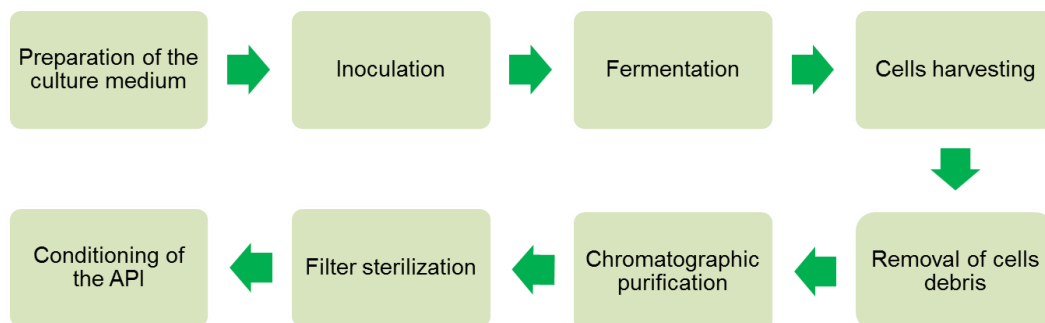 Preparation of the
culture medium
Inoculation
Fermentation
Cells harvesting
Removal of cells
debris
Chromatographic
purification
Filter sterilization
Conditioning of
the API